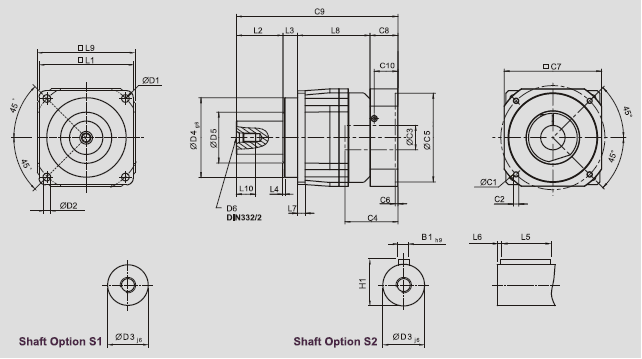 C9
L2 L3 L8 C8
□ L9
□ L1
ØD1
C10
□ C7
45°
45°
ØD4 g6
ØD5
ØC3
ØC5
45°
45°
ØC1
C2
ØD2
L10
L4
C6
D6
DIN332/2
L7
C4
B1 h9
L6 L5
H1
Shaft Option S1
ØD3 j6
Shaft Option S2
ØD3 j6